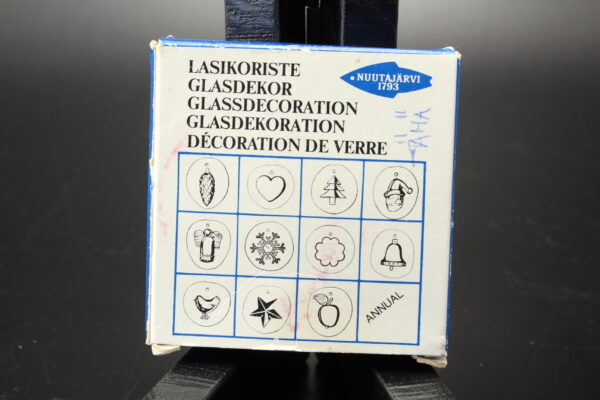 LASIKORISTE
GLASDEKOR
GLASSDECORATION
GLASDEKORATION
DÉCORATION DE VERRE
NUUTAJÄRVI
1793
ANNUAL